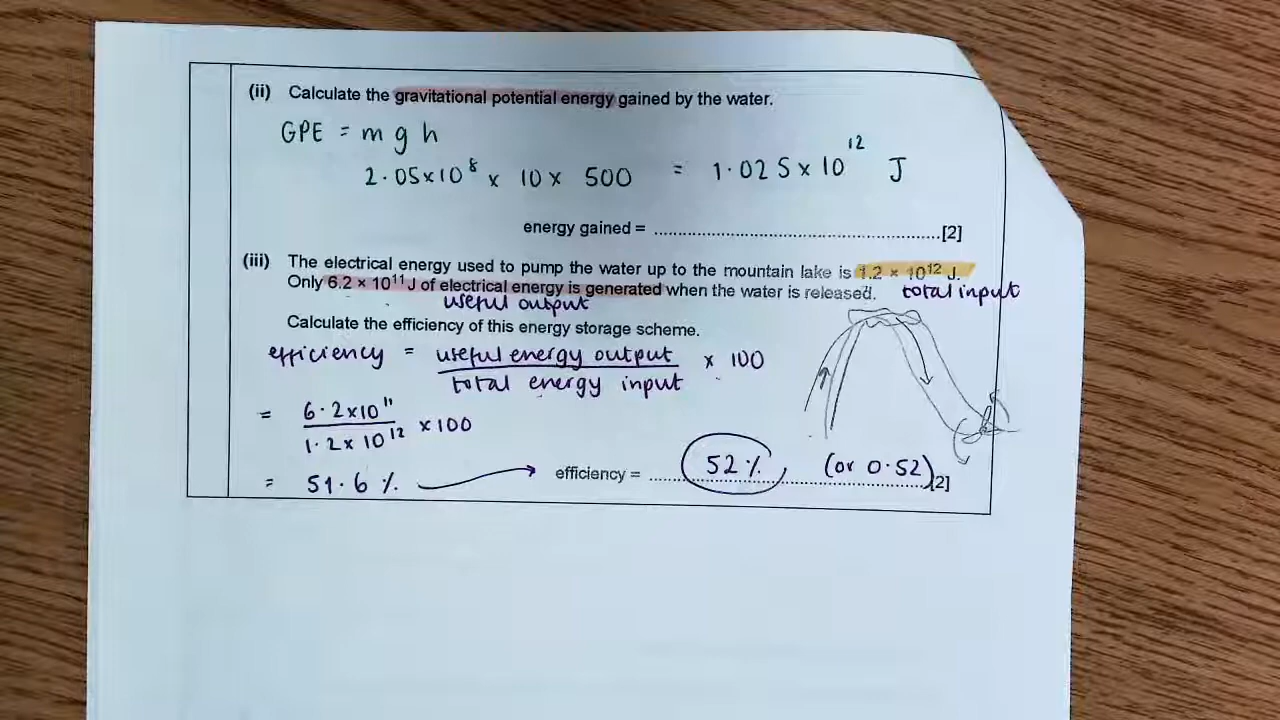 (ii) Calculate the gravitational potential energy gained by the water.
GPE = m g h
2.05×10⁸ × 10 × 500 = 1.025×10¹² J
energy gained = ........................................................[2]
(iii) The electrical energy used to pump the water up to the mountain lake is 1.2 × 10¹² J.
Only 6.2 × 10¹¹ J of electrical energy is generated when the water is released. total input
useful output
Calculate the efficiency of this energy storage scheme.
efficiency = useful energy output / total energy input × 100
= 6.2×10¹¹ / 1.2×10¹² × 100
= 51.6 % efficiency = ........ 52 %, (or 0.52) ........[2]